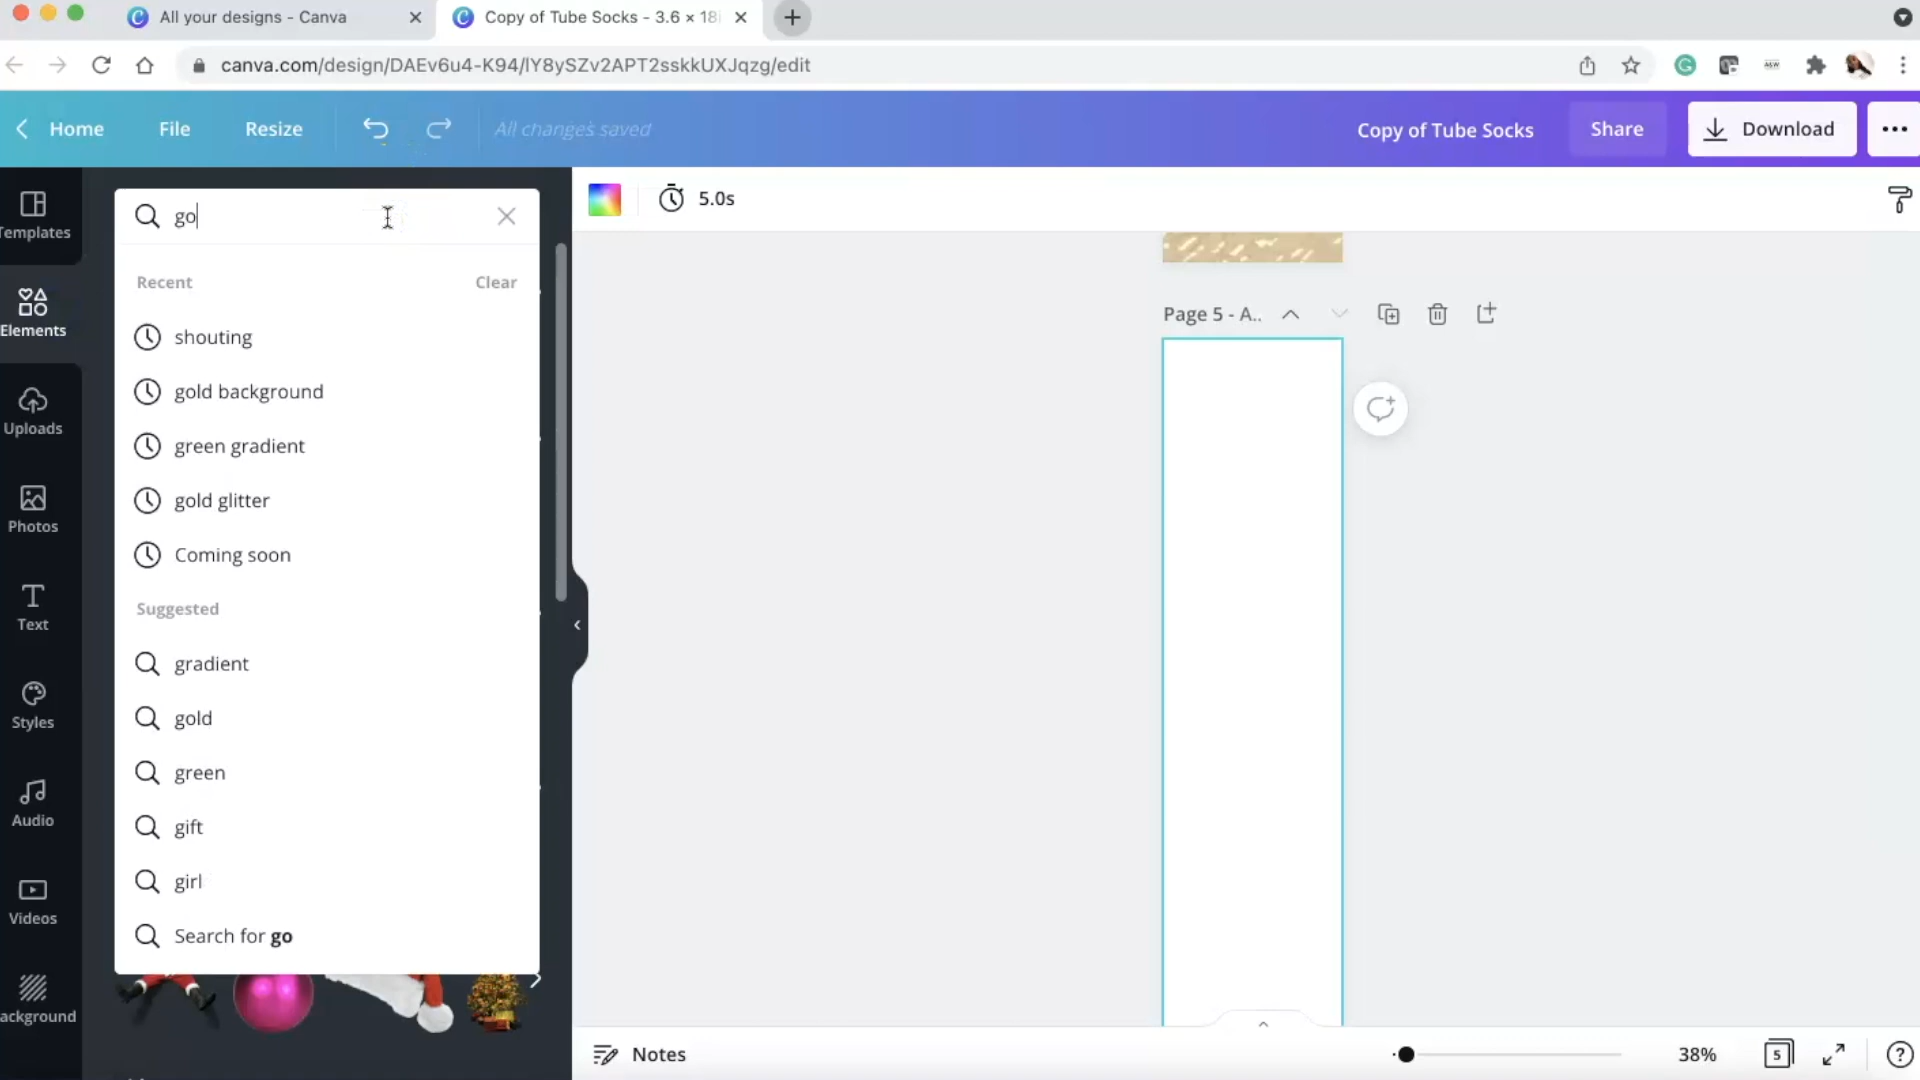 All your designs - Canva
Copy of Tube Socks - 3.6 × 18i
canva.com/design/DAEv6u4-K94/lY8ySZv2APT2sskkUXJqzg/edit
Home
File
Resize
All changes saved
Copy of Tube Socks
Share
Download
Templates
Elements
Uploads
Photos
Text
Styles
Audio
Videos
ackground
go
Recent
Clear
shouting
gold background
green gradient
gold glitter
Coming soon
Suggested
gradient
gold
green
gift
girl
Search for go
5.0s
Page 5 - A..
Notes
38%
5
?